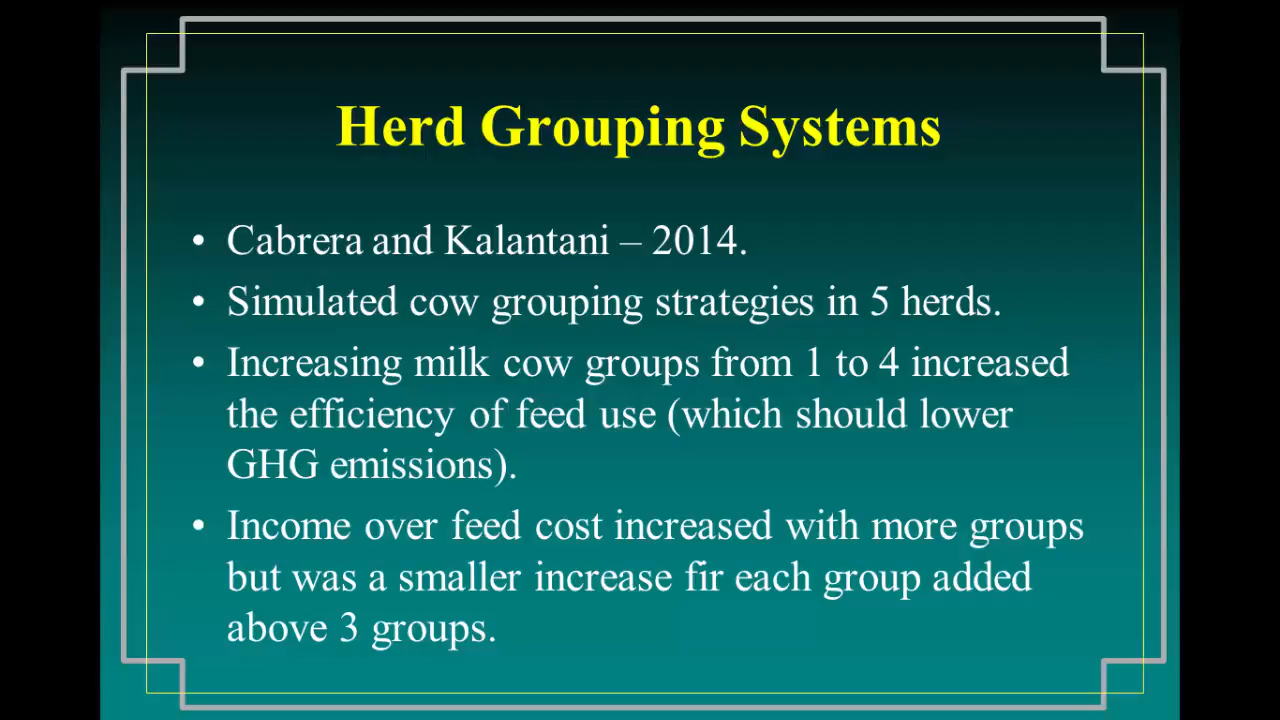 Herd Grouping Systems
• Cabrera and Kalantani – 2014.
• Simulated cow grouping strategies in 5 herds.
• Increasing milk cow groups from 1 to 4 increased
the efficiency of feed use (which should lower
GHG emissions).
• Income over feed cost increased with more groups
but was a smaller increase fir each group added
above 3 groups.